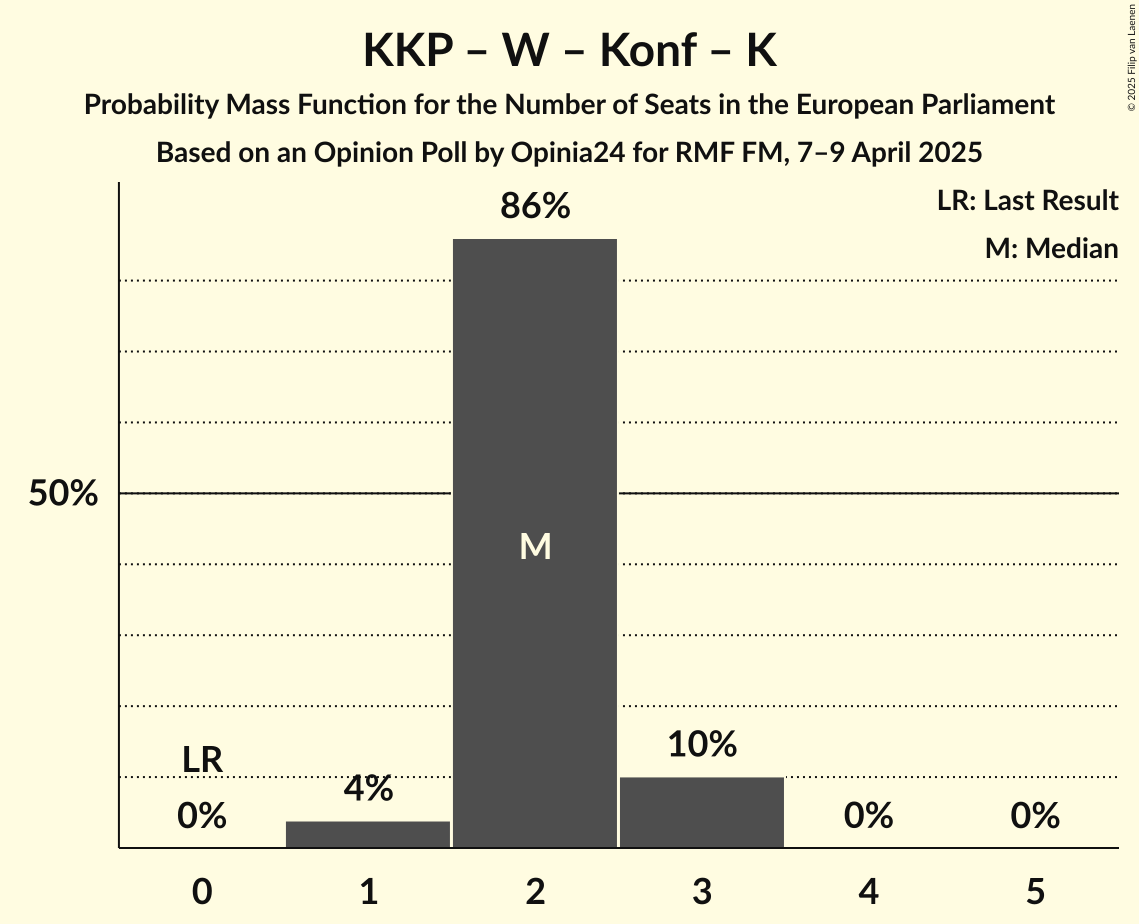 KKP – W – Konf – K
Probability Mass Function for the Number of Seats in the European Parliament
Based on an Opinion Poll by Opinia24 for RMF FM, 7–9 April 2025
© 2025 Filip van Laenen
LR: Last Result
M: Median
86%
50%
M
LR
10%
4%
0%
0%
0%
0
1
2
3
4
5